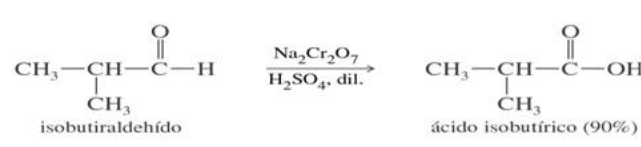 O O
CH3—CH—C—H Na2Cr2O7 CH3—CH—C—OH
H2SO4, dil.
CH3 CH3
isobutiraldehído ácido isobutírico (90%)